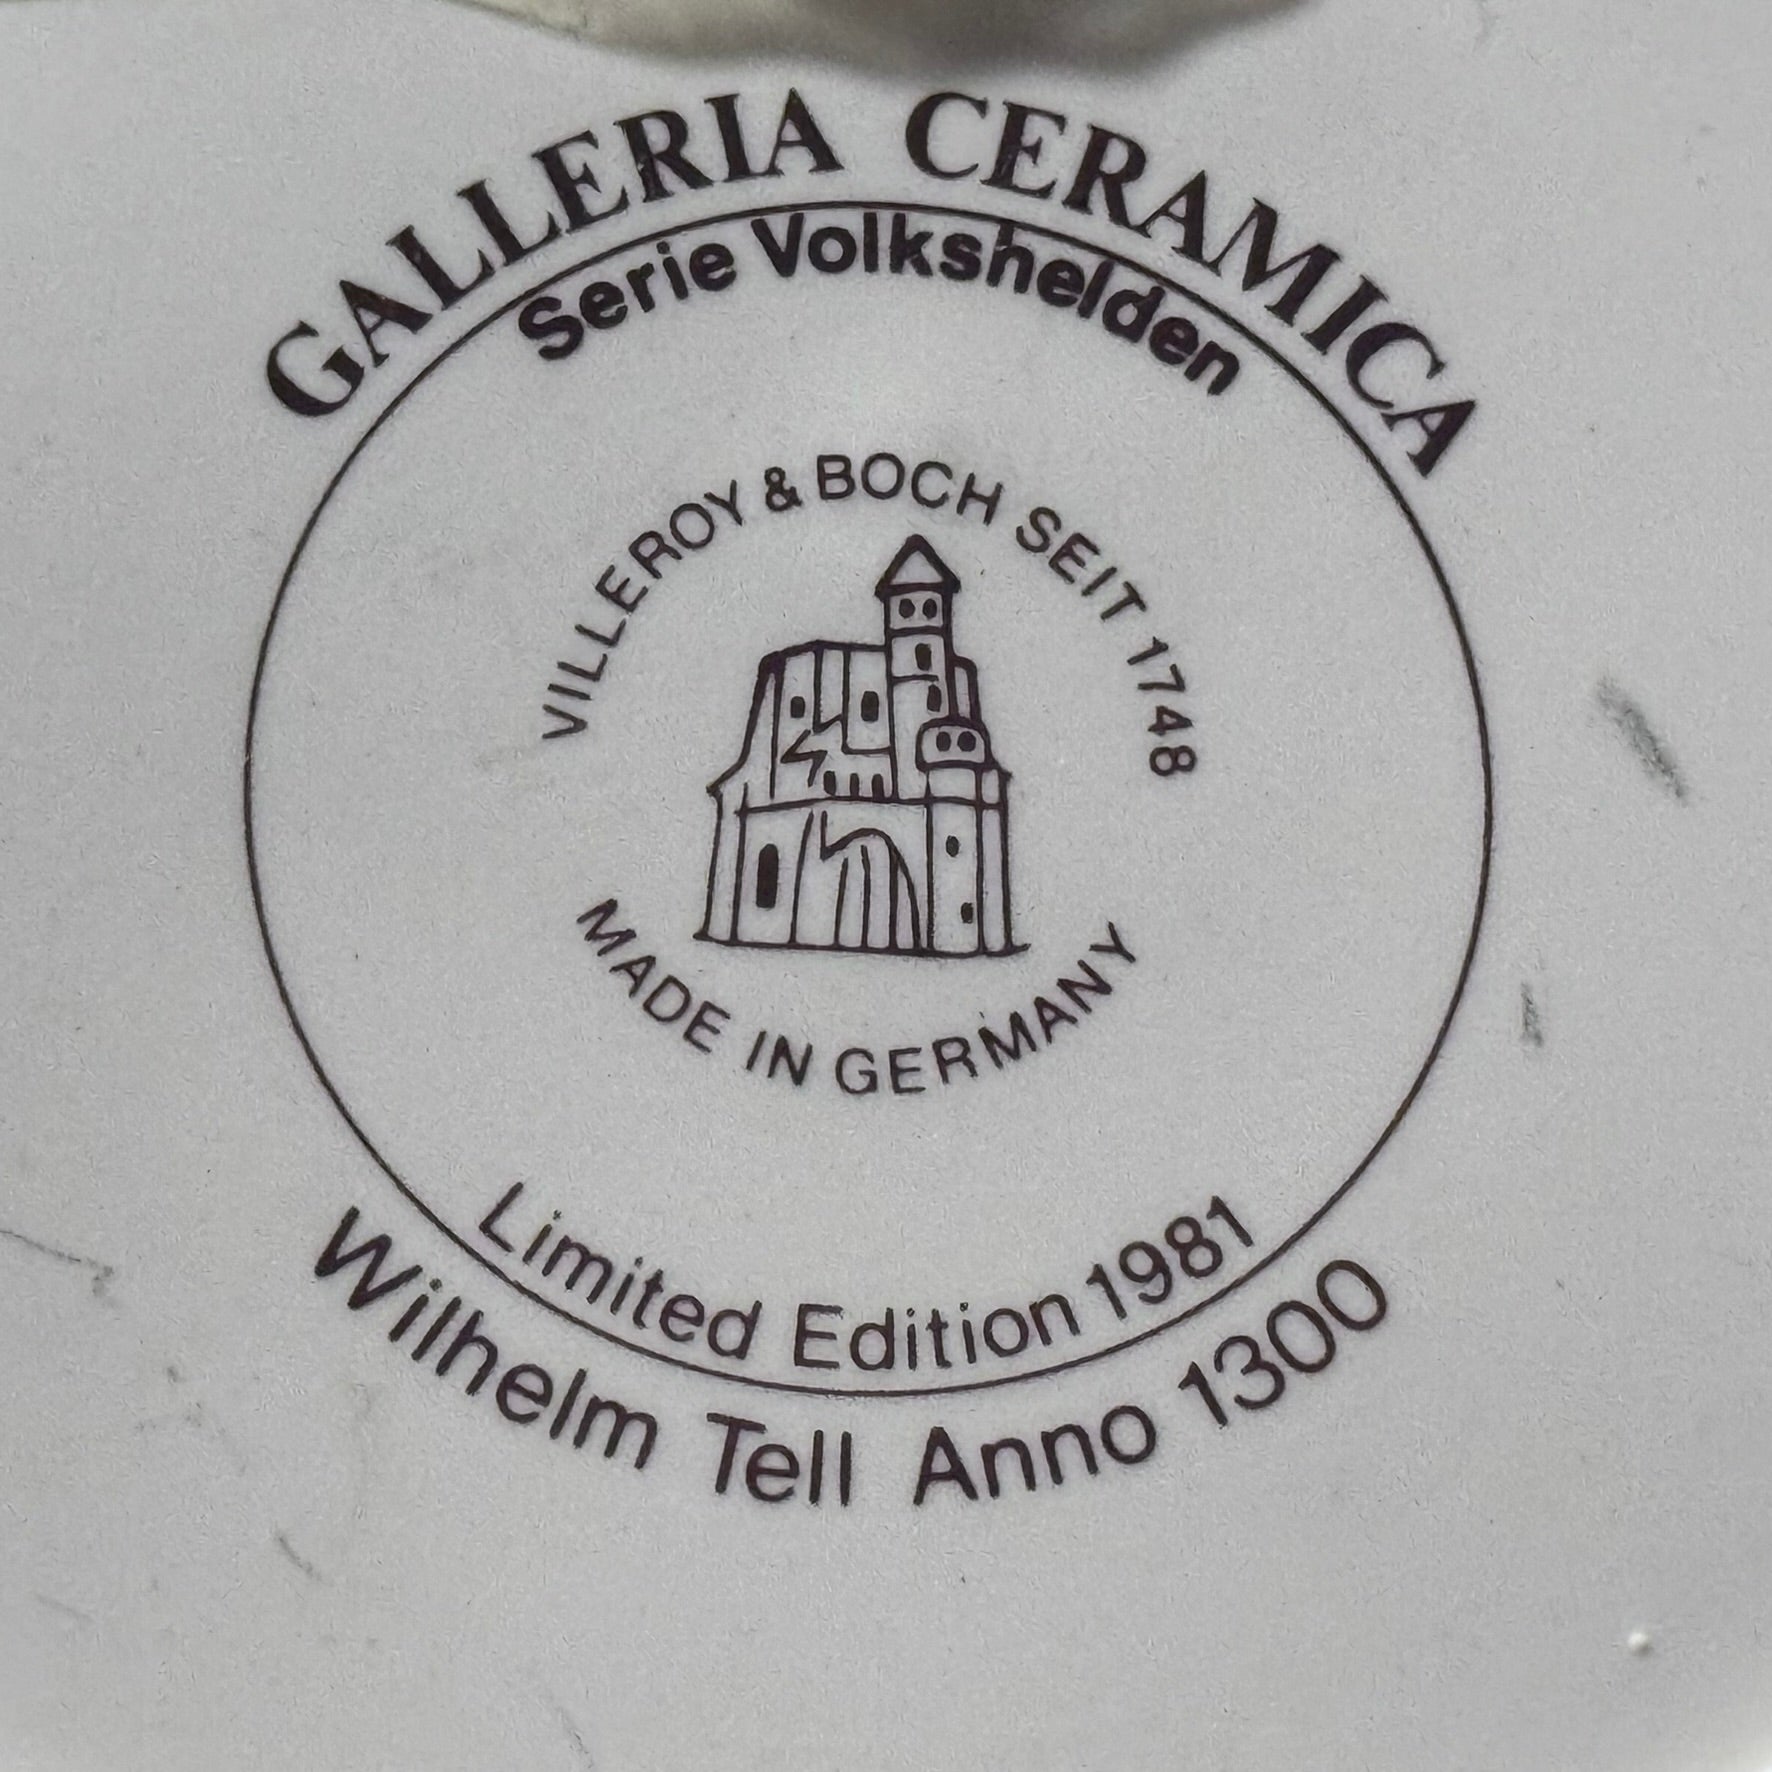 GALLERIA CERAMICA
Serie Volkshelden
VILLEROY & BOCH SEIT 1748
MADE IN GERMANY
Limited Edition 1981
Wilhelm Tell Anno 1300